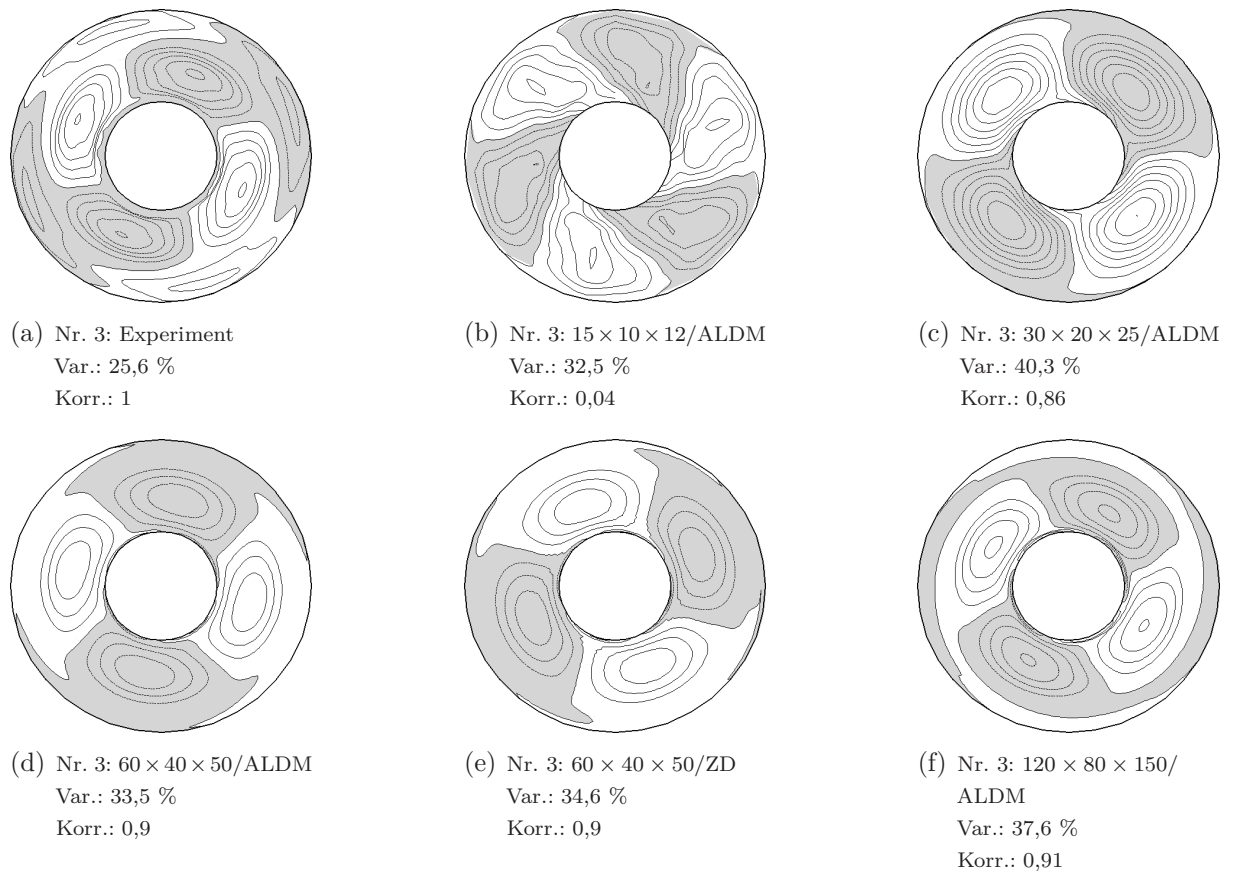 (a) Nr. 3: Experiment
Var.: 25,6 %
Korr.: 1
(b) Nr. 3: 15 × 10 × 12/ALDM
Var.: 32,5 %
Korr.: 0,04
(c) Nr. 3: 30 × 20 × 25/ALDM
Var.: 40,3 %
Korr.: 0,86
(d) Nr. 3: 60 × 40 × 50/ALDM
Var.: 33,5 %
Korr.: 0,9
(e) Nr. 3: 60 × 40 × 50/ZD
Var.: 34,6 %
Korr.: 0,9
(f) Nr. 3: 120 × 80 × 150/
ALDM
Var.: 37,6 %
Korr.: 0,91